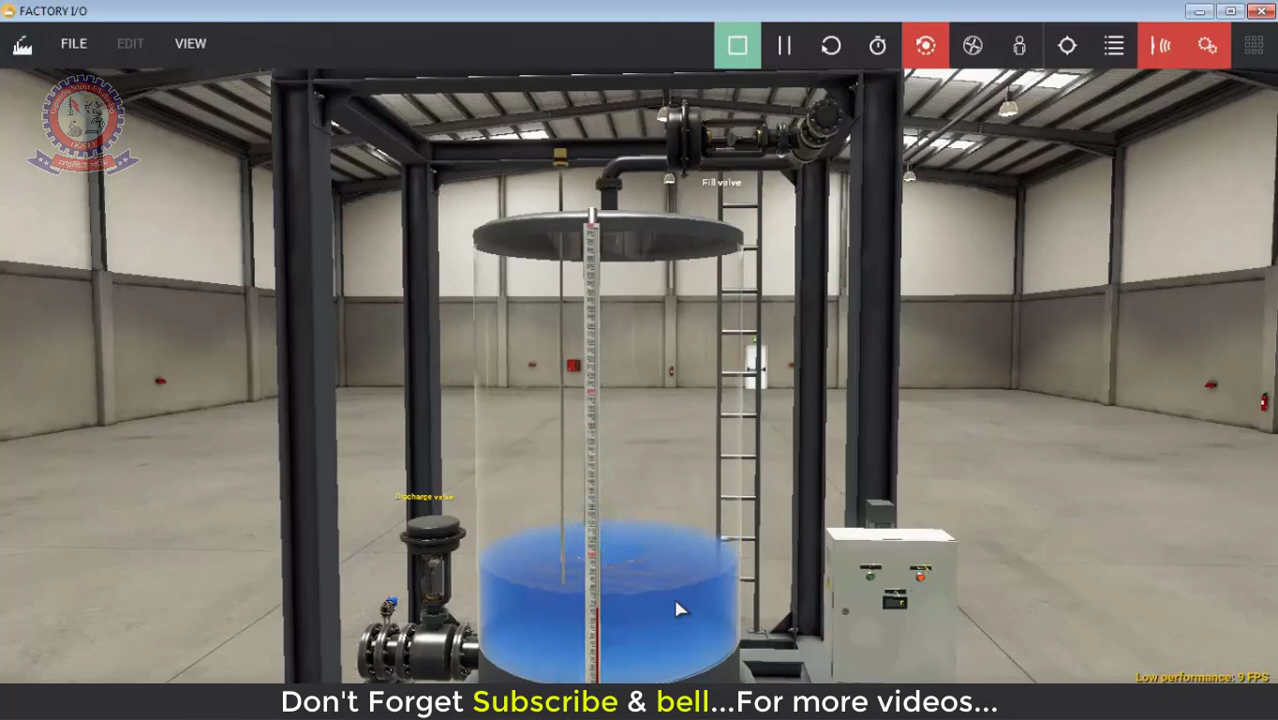 FACTORY I/O
FILE EDIT VIEW
Fill valve
Discharge valve
Low performance: 9 FPS
Don't Forget Subscribe & bell...For more videos...